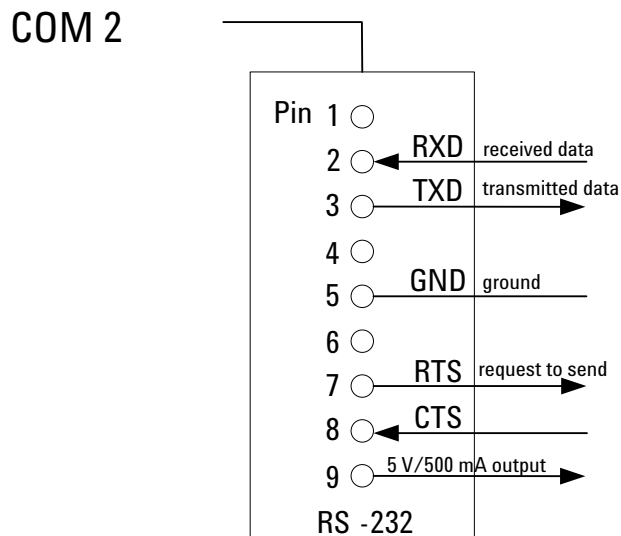 COM 2
Pin 1
2 RXD received data
3 TXD transmitted data
4
5 GND ground
6
7 RTS request to send
8 CTS
9 5 V/500 mA output
RS -232